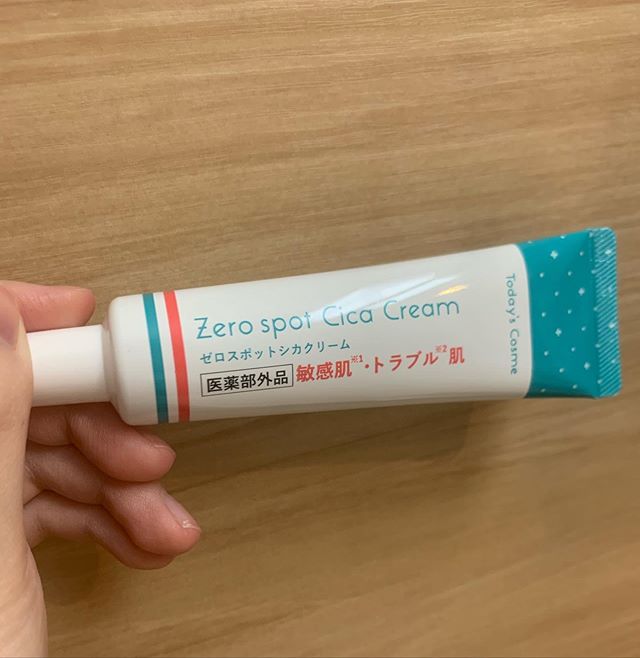 Zero spot Cica Cream
ゼロスポットシカクリーム
医薬部外品 敏感肌※1・トラブル※2肌
Today's Cosme